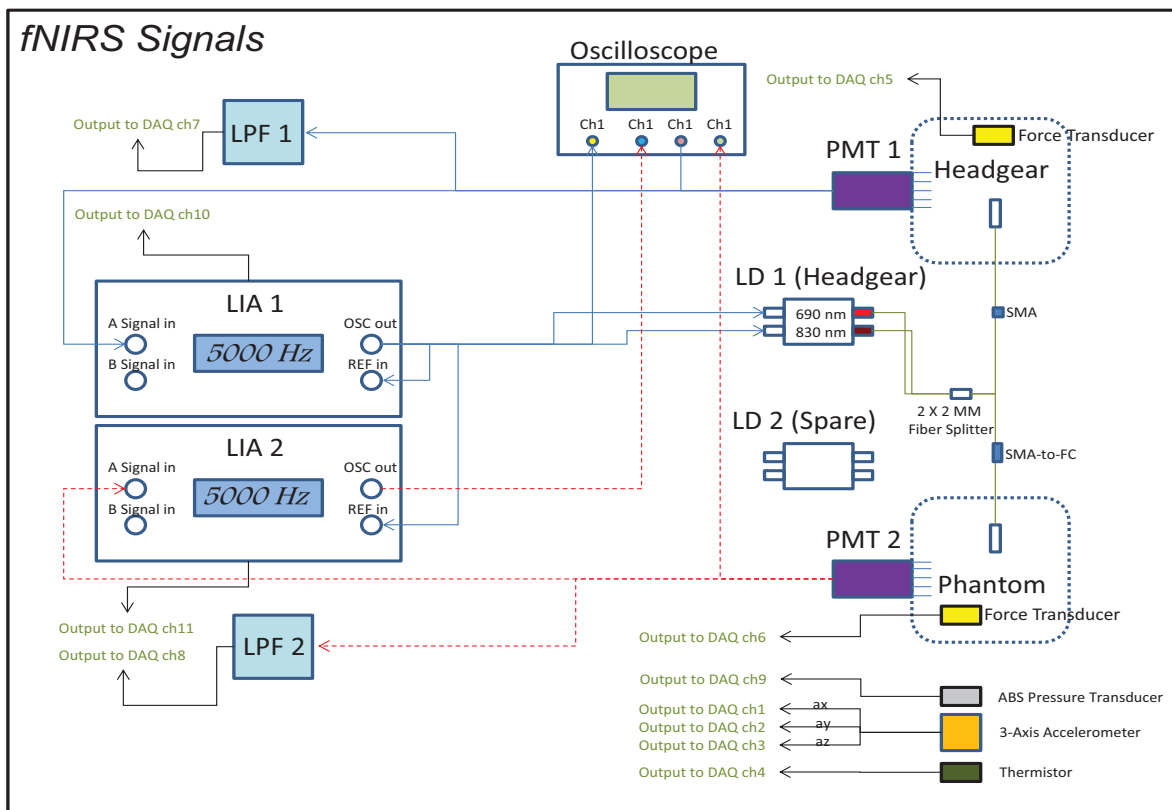 fNIRS Signals
Oscilloscope
Ch1 Ch1 Ch1 Ch1
Output to DAQ ch5
Force Transducer
Headgear
PMT 1
Output to DAQ ch7
LPF 1
Output to DAQ ch10
LIA 1
A Signal in
B Signal in
5000 Hz
OSC out
REF in
LD 1 (Headgear)
690 nm
830 nm
SMA
2 X 2 MM
Fiber Splitter
LD 2 (Spare)
SMA-to-FC
LIA 2
A Signal in
B Signal in
5000 Hz
OSC out
REF in
PMT 2
Phantom
Force Transducer
Output to DAQ ch11
Output to DAQ ch8
LPF 2
Output to DAQ ch6
Output to DAQ ch9
ABS Pressure Transducer
Output to DAQ ch1
ax
Output to DAQ ch2
ay
3-Axis Accelerometer
Output to DAQ ch3
az
Output to DAQ ch4
Thermistor